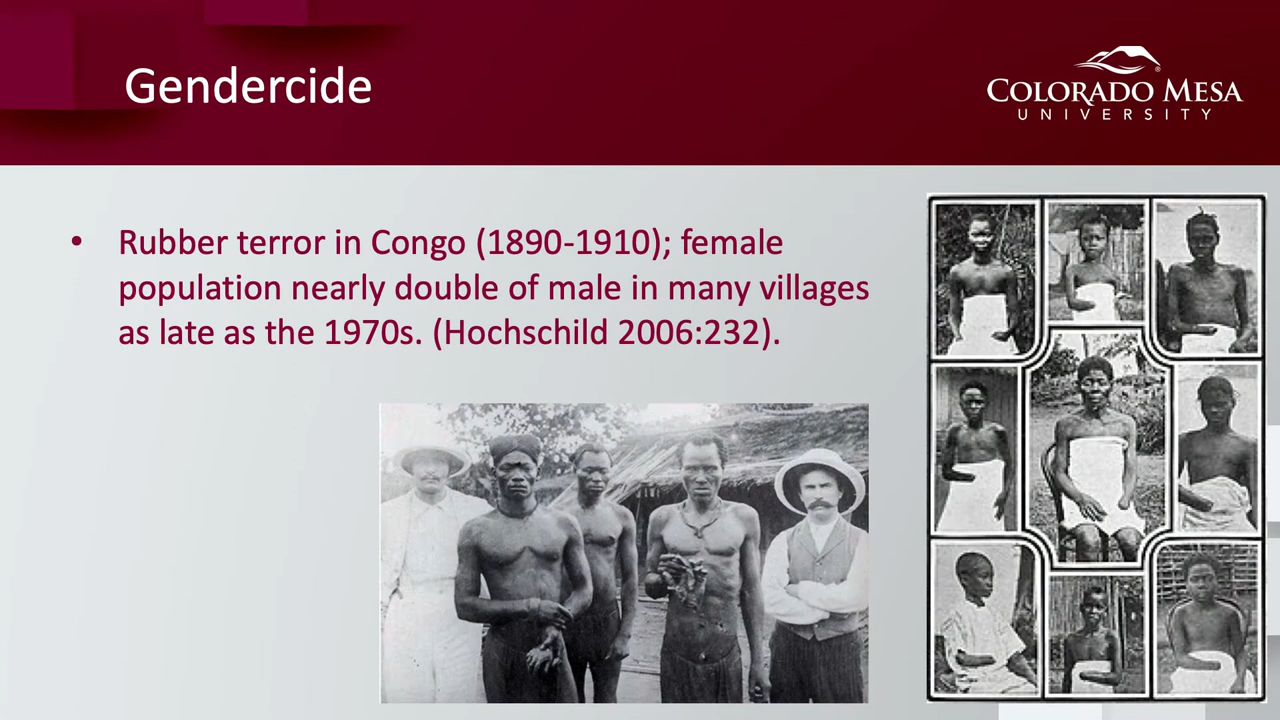 Gendercide
COLORADO MESA
UNIVERSITY
• Rubber terror in Congo (1890-1910); female
population nearly double of male in many villages
as late as the 1970s. (Hochschild 2006:232).